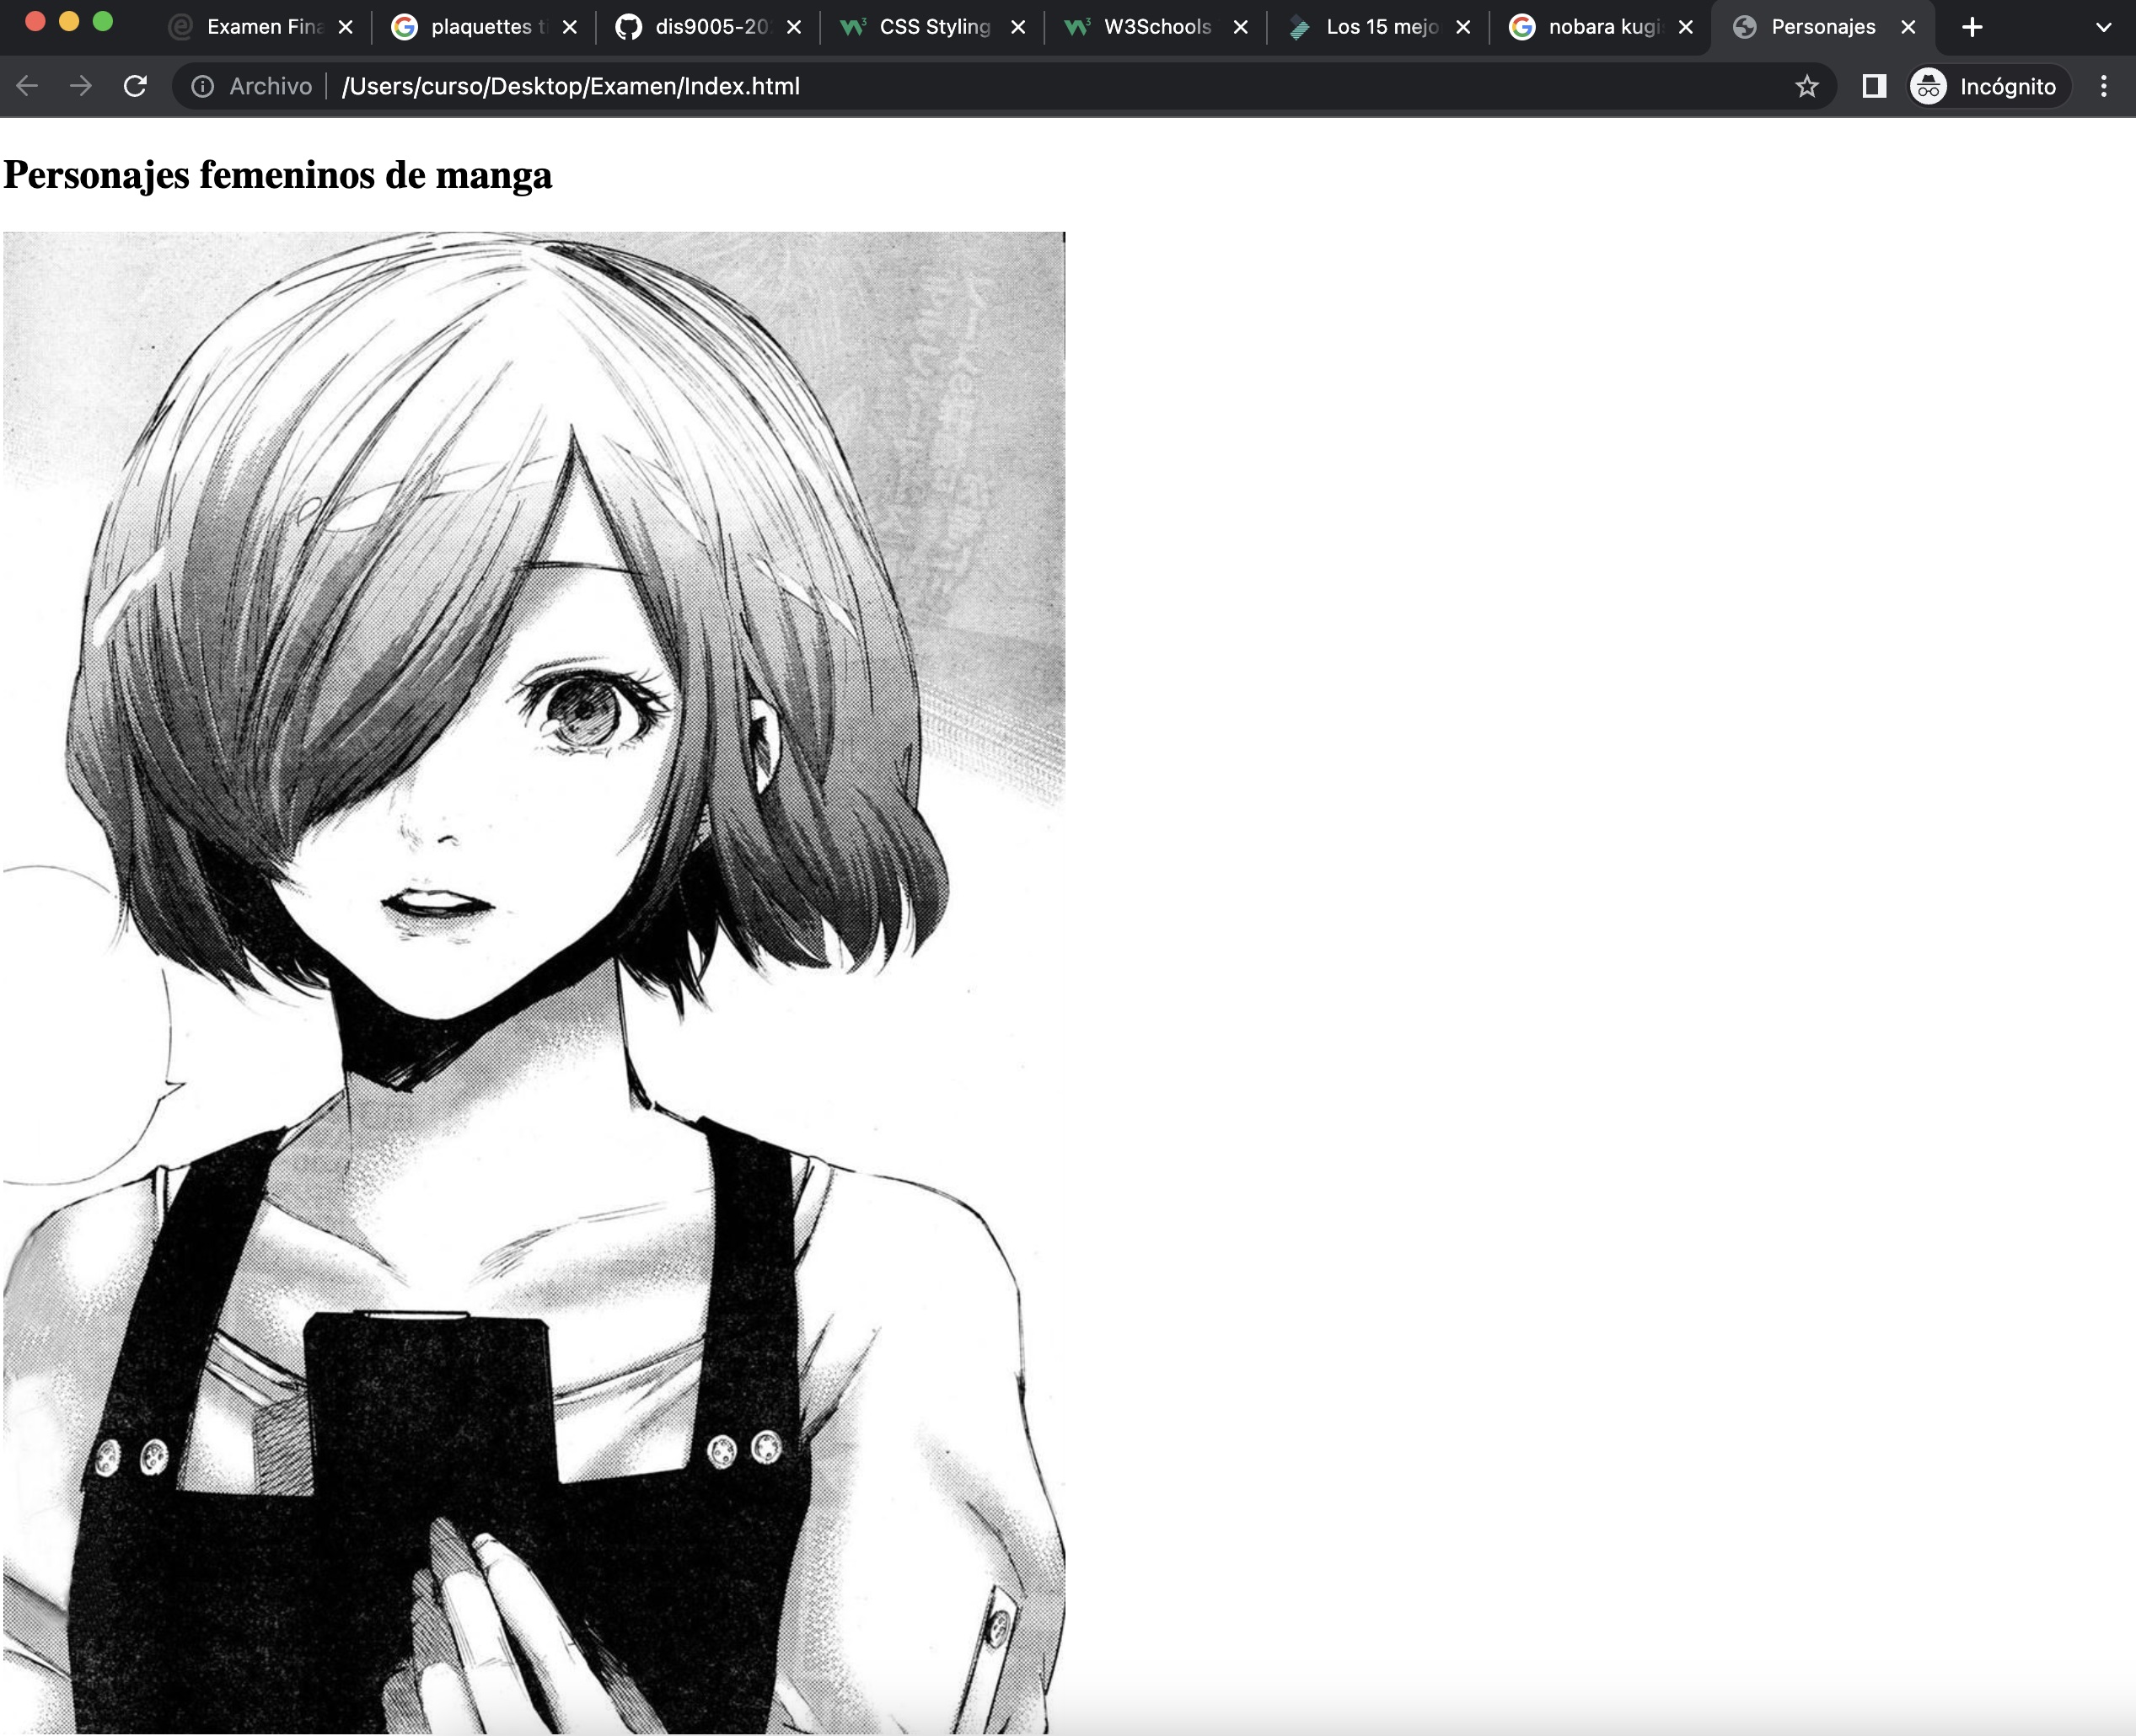 Examen Fina
plaquettes t
dis9005-20
CSS Styling
W3Schools
Los 15 mejo
nobara kugi
Personajes
Archivo
/Users/curso/Desktop/Examen/Index.html
Incógnito
Personajes femeninos de manga